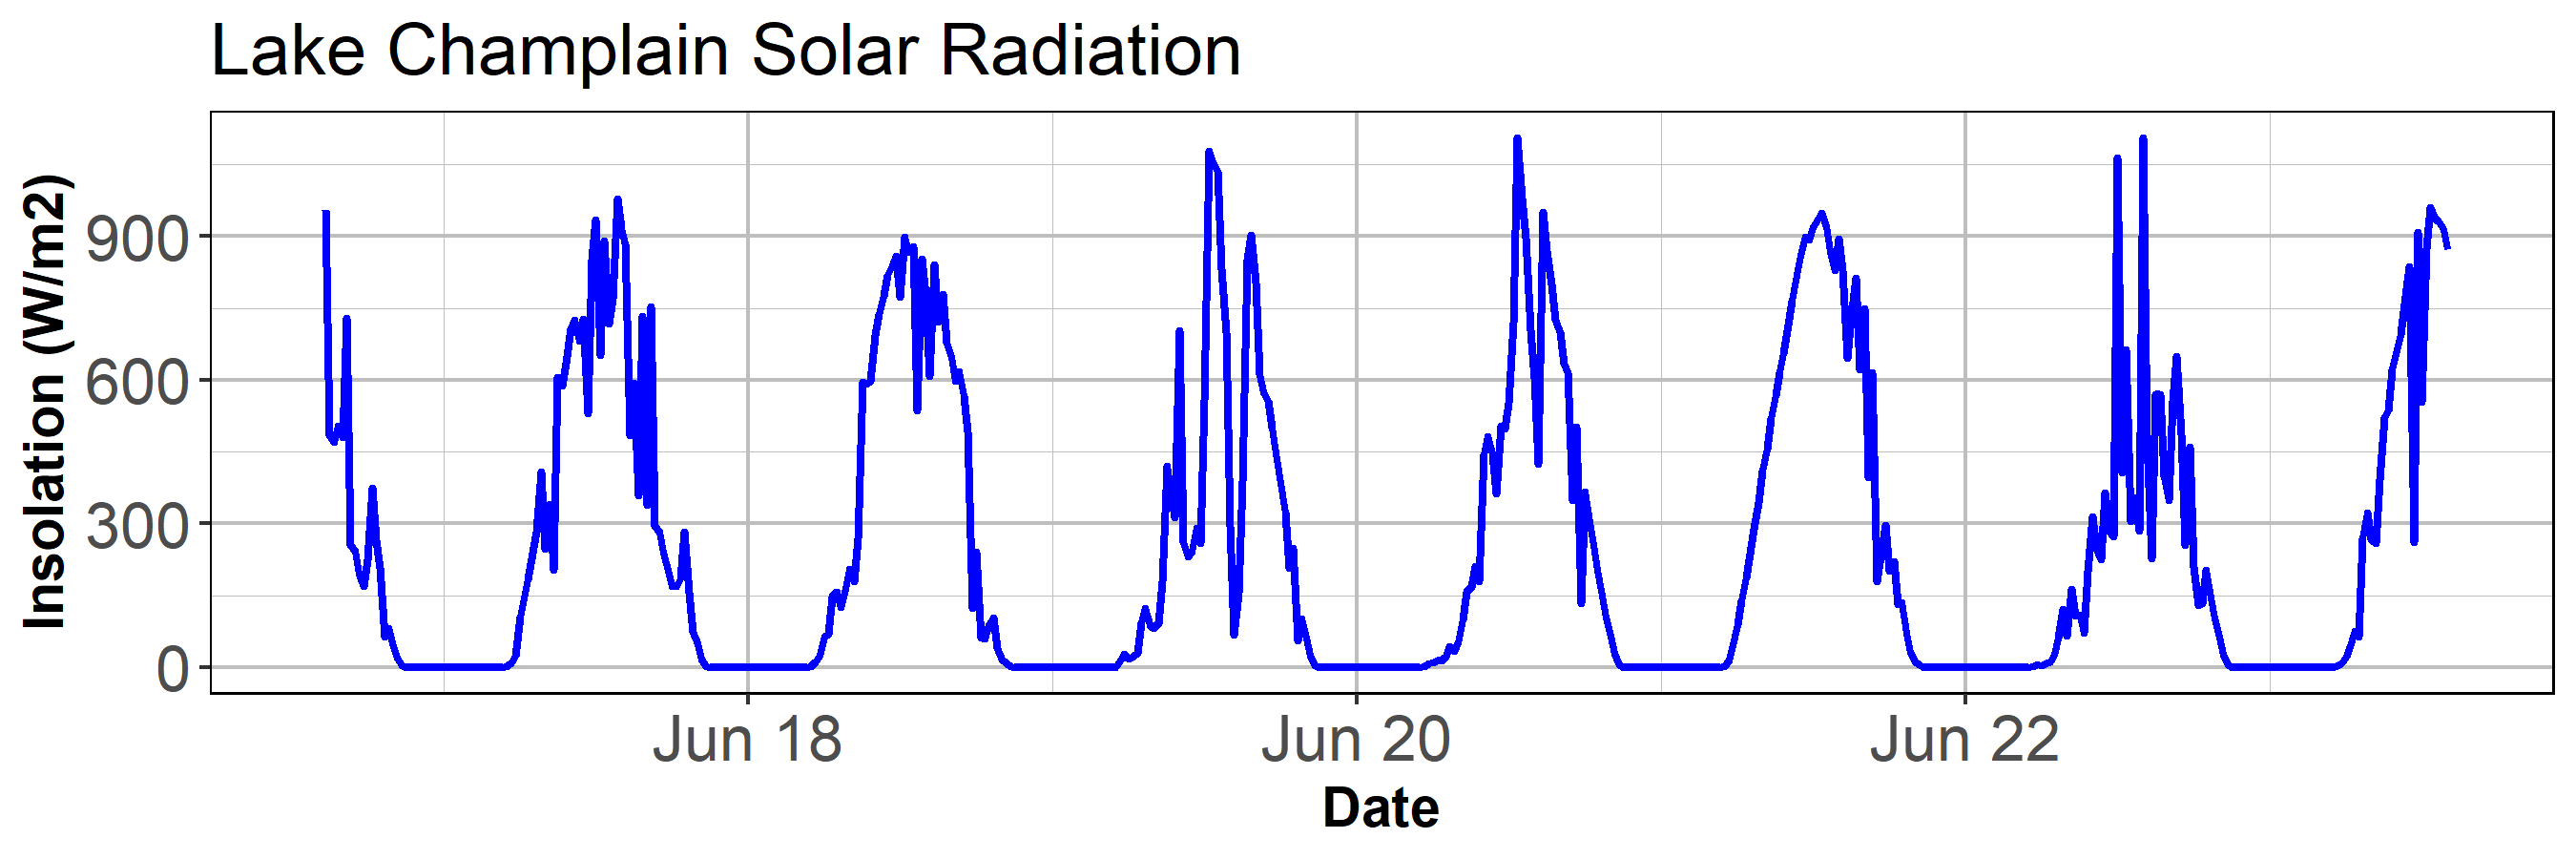 Lake Champlain Solar Radiation
Insolation (W/m2)
900
600
300
0
Jun 18
Jun 20
Jun 22
Date